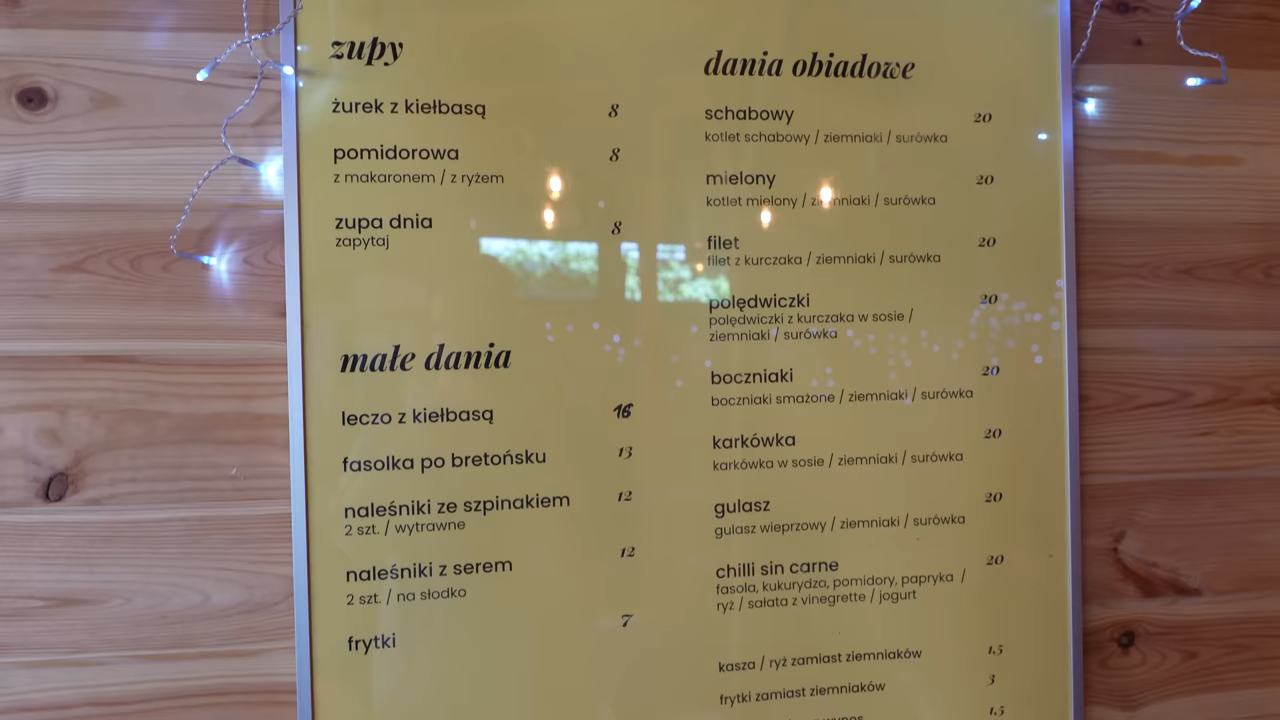 zupy
żurek z kiełbasą 8
pomidorowa 8
z makaronem / z ryżem
zupa dnia 8
zapytaj
małe dania
leczo z kiełbasą 16
fasolka po bretońsku 13
naleśniki ze szpinakiem 12
2 szt. / wytrawne
naleśniki z serem 12
2 szt. / na słodko
frytki 7
dania obiadowe
schabowy 20
kotlet schabowy / ziemniaki / surówka
mielony 20
kotlet mielony / ziemniaki / surówka
filet 20
filet z kurczaka / ziemniaki / surówka
polędwiczki 20
polędwiczki z kurczaka w sosie /
ziemniaki / surówka
boczniaki 20
boczniaki smażone / ziemniaki / surówka
karkówka 20
karkówka w sosie / ziemniaki / surówka
gulasz 20
gulasz wieprzowy / ziemniaki / surówka
chilli sin carne 20
fasola, kukurydza, pomidory, papryka /
ryż / sałata z vinegrette / jogurt
kasza / ryż zamiast ziemniaków 1,5
frytki zamiast ziemniaków 3
1,5